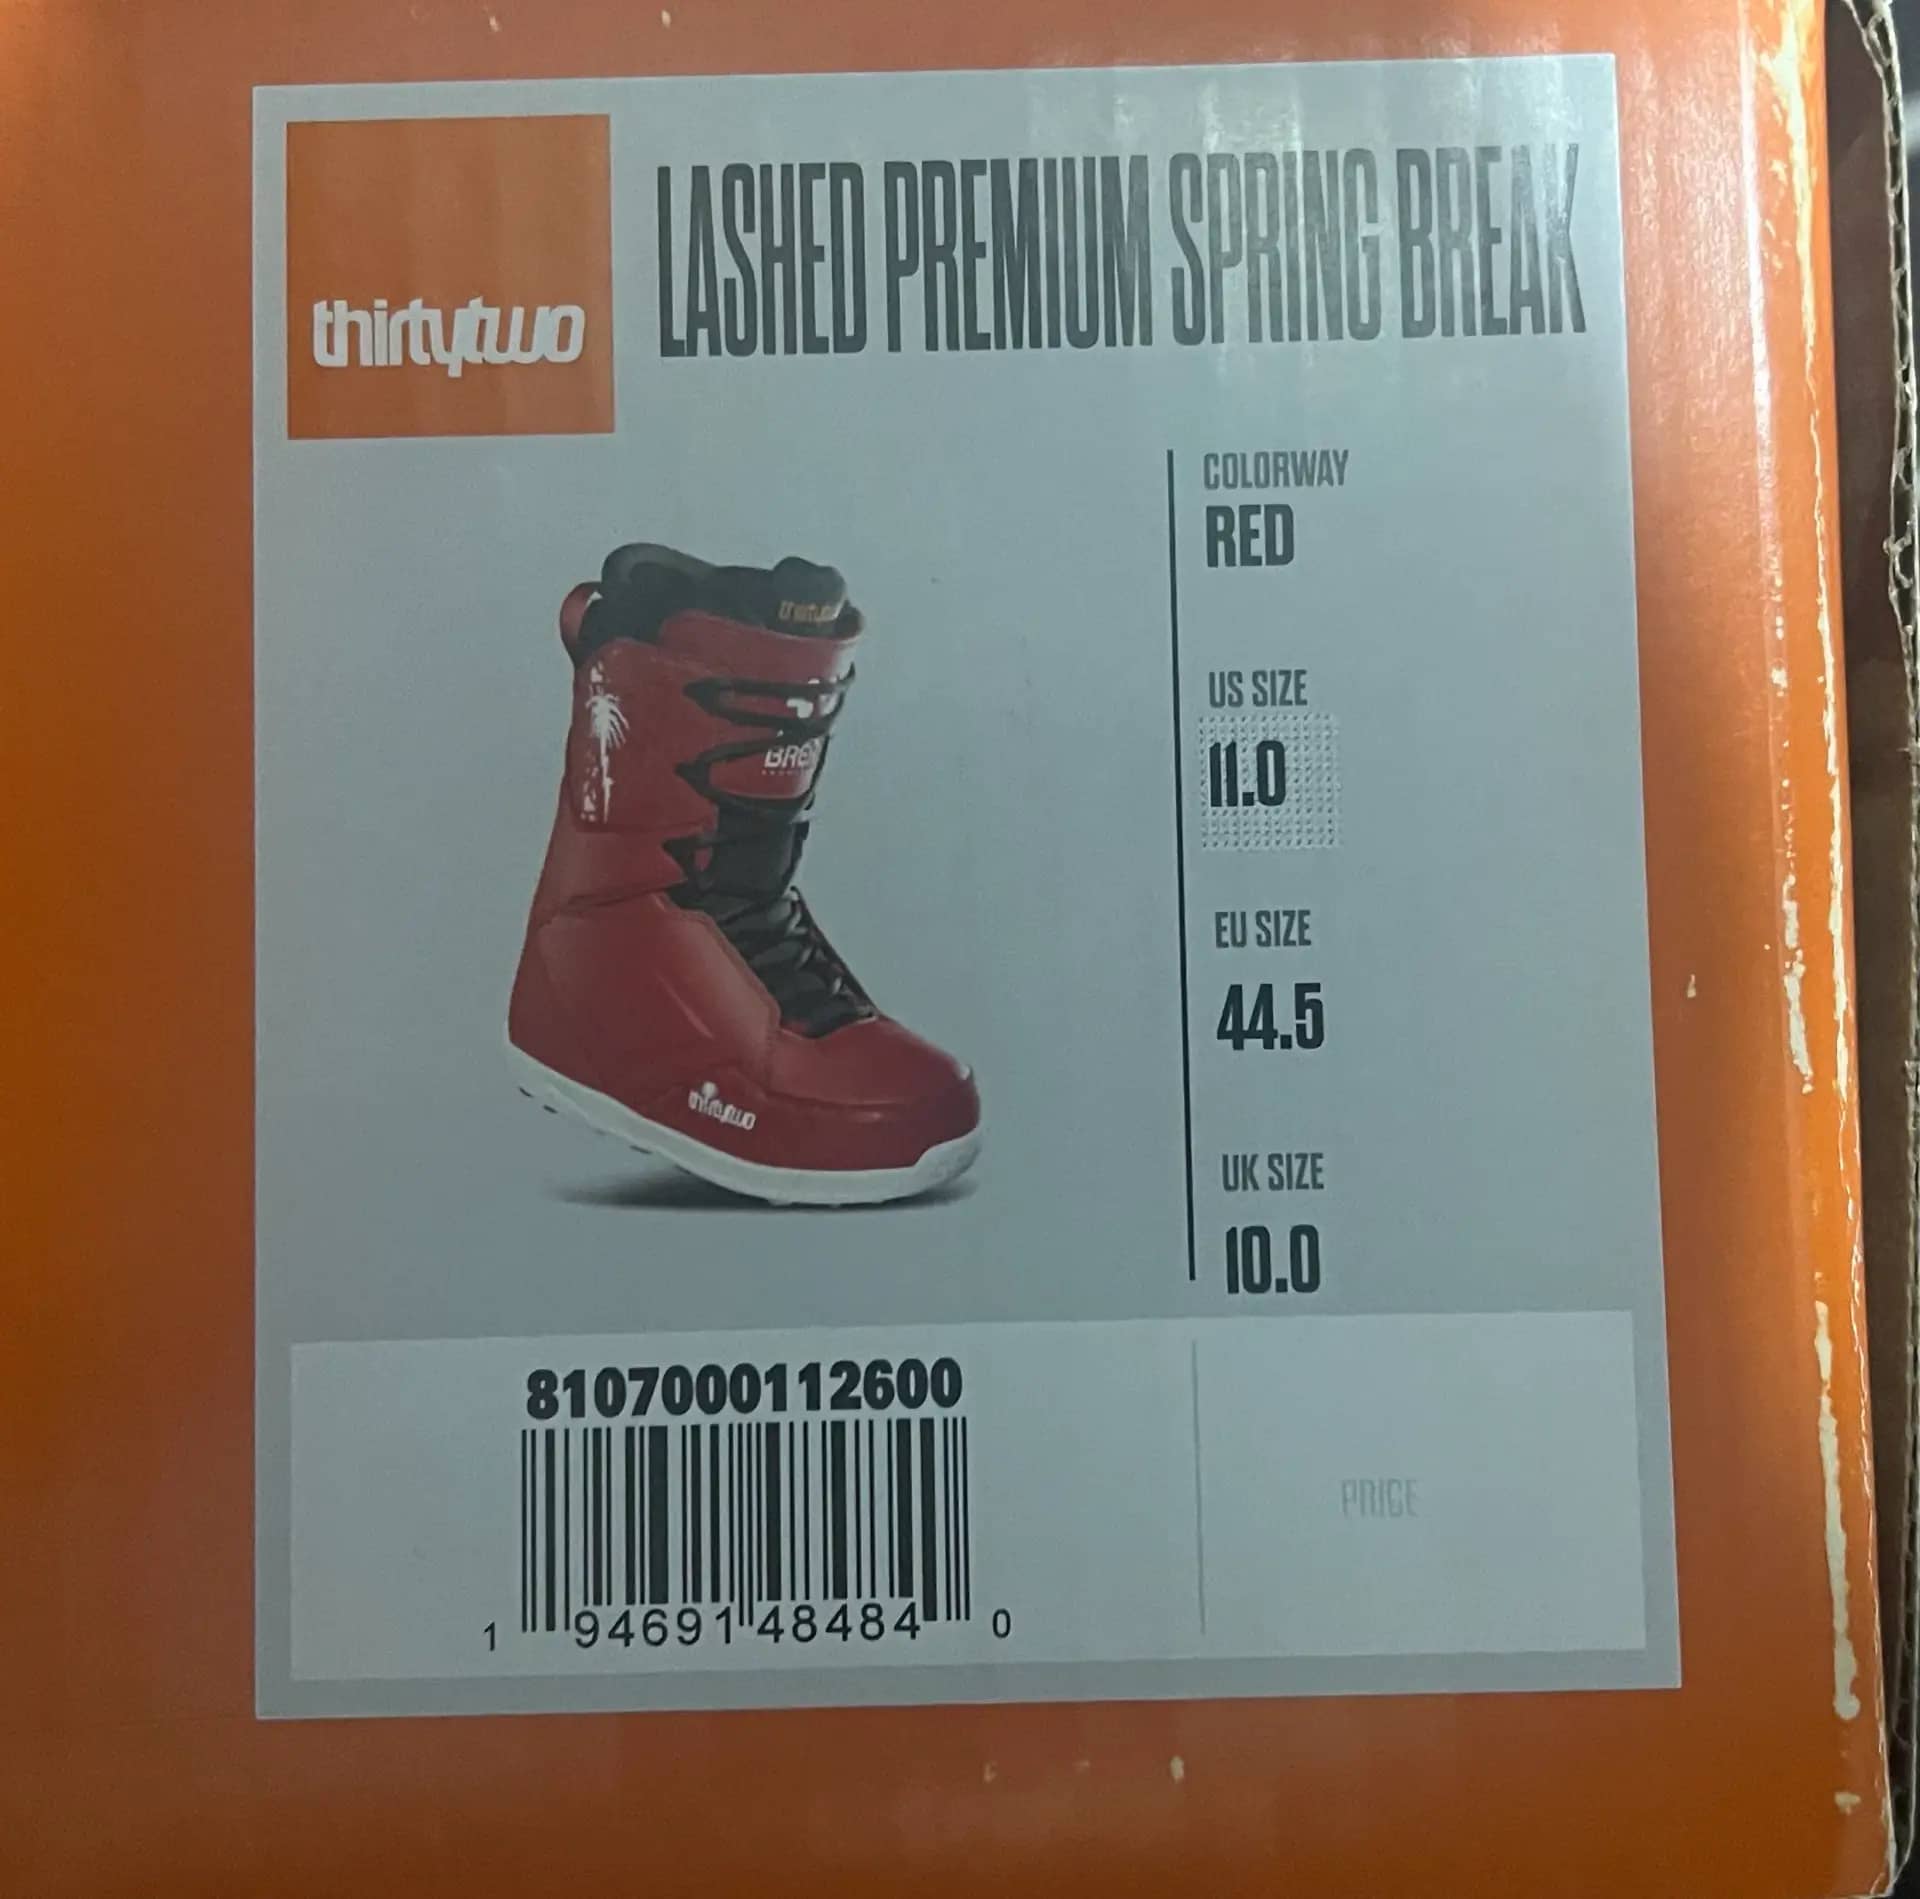 thirtytwo
LASHED PREMIUM SPRING BREAK
COLORWAY
RED
US SIZE
11.0
EU SIZE
44.5
UK SIZE
10.0
thirtytwo
8107000112600
1 94691 48484 0
PRICE